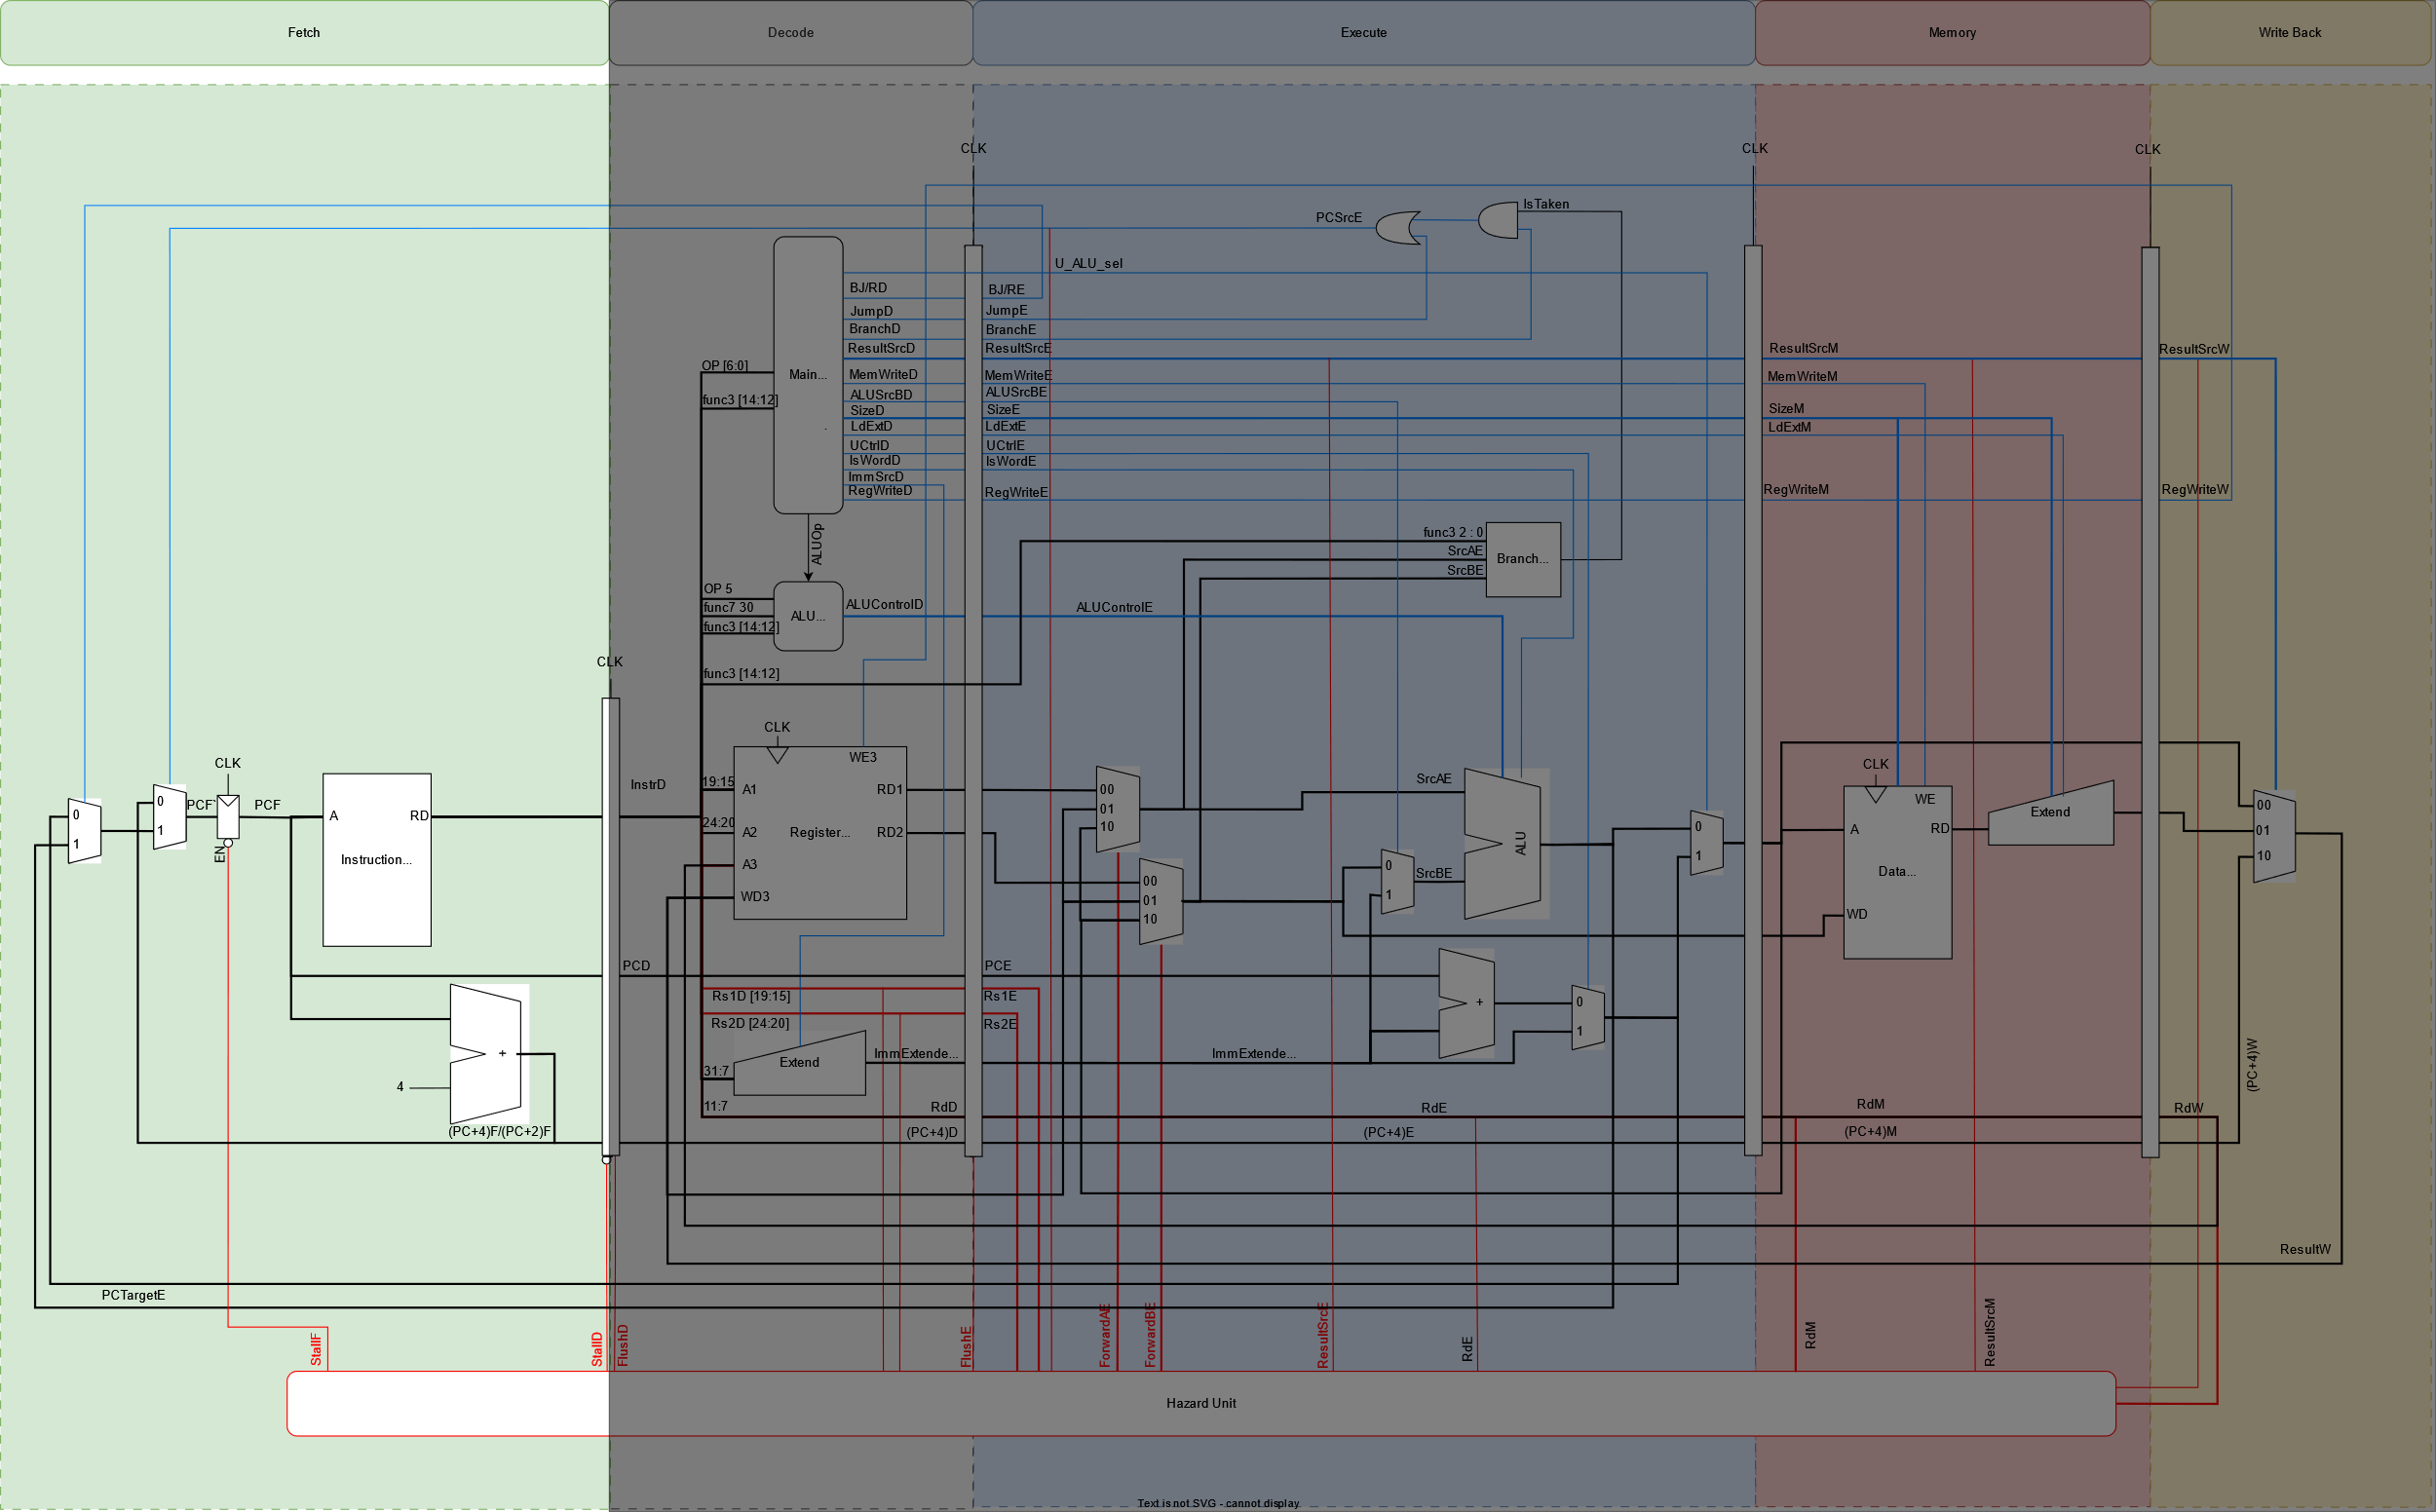 Fetch
Decode
Execute
Memory
Write Back
CLK
CLK
CLK
IsTaken
PCSrcE
U_ALU_sel
BJ/RD
BJ/RE
JumpD
JumpE
BranchD
BranchE
ResultSrcD
ResultSrcE
ResultSrcM
ResultSrcW
OP [6:0]
Main...
MemWriteD
MemWriteE
MemWriteM
func3 [14:12]
ALUSrcBD
ALUSrcBE
SizeD
SizeE
SizeM
.
LdExtD
LdExtE
LdExtM
UCtrlD
UCtrlE
IsWordD
IsWordE
ImmSrcD
RegWriteD
RegWriteE
RegWriteM
RegWriteW
ALUOp
func3 2 : 0
SrcAE
SrcBE
Branch...
OP 5
func7 30
func3 [14:12]
ALU...
ALUControlD
ALUControlE
CLK
func3 [14:12]
CLK
WE3
CLK
InstrD
19:15
A1
RD1
24:20
A2
Register...
RD2
A3
WD3
0
1
0
1
PCF`
PCF
EN
A
RD
Instruction...
00
01
10
00
01
10
SrcAE
0
1
SrcBE
ALU
0
1
CLK
WE
A
RD
Data...
WD
Extend
00
01
10
PCD
PCE
Rs1D [19:15]
Rs1E
Rs2D [24:20]
Rs2E
+
4
(PC+4)F/(PC+2)F
31:7
Extend
ImmExtende...
ImmExtende...
+
0
1
11:7
RdD
RdE
RdM
RdW
(PC+4)D
(PC+4)E
(PC+4)M
(PC+4)W
ResultW
PCTargetE
StallF
StallD
FlushD
FlushE
ForwardAE
ForwardBE
ResultSrcE
RdE
RdM
ResultSrcM
Hazard Unit
Text is not SVG - cannot display